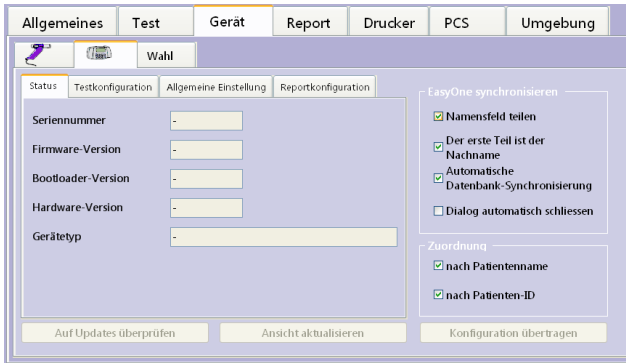 Allgemeines Test Gerät Report Drucker PCS Umgebung
Wahl
Status Testkonfiguration Allgemeine Einstellung Reportkonfiguration
Seriennummer -
Firmware-Version -
Bootloader-Version -
Hardware-Version -
Gerätetyp -
EasyOne synchronisieren
Namensfeld teilen
Der erste Teil ist der
Nachname
Automatische
Datenbank-Synchronisierung
Dialog automatisch schliessen
Zuordnung
nach Patientenname
nach Patienten-ID
Auf Updates überprüfen Ansicht aktualisieren Konfiguration übertragen